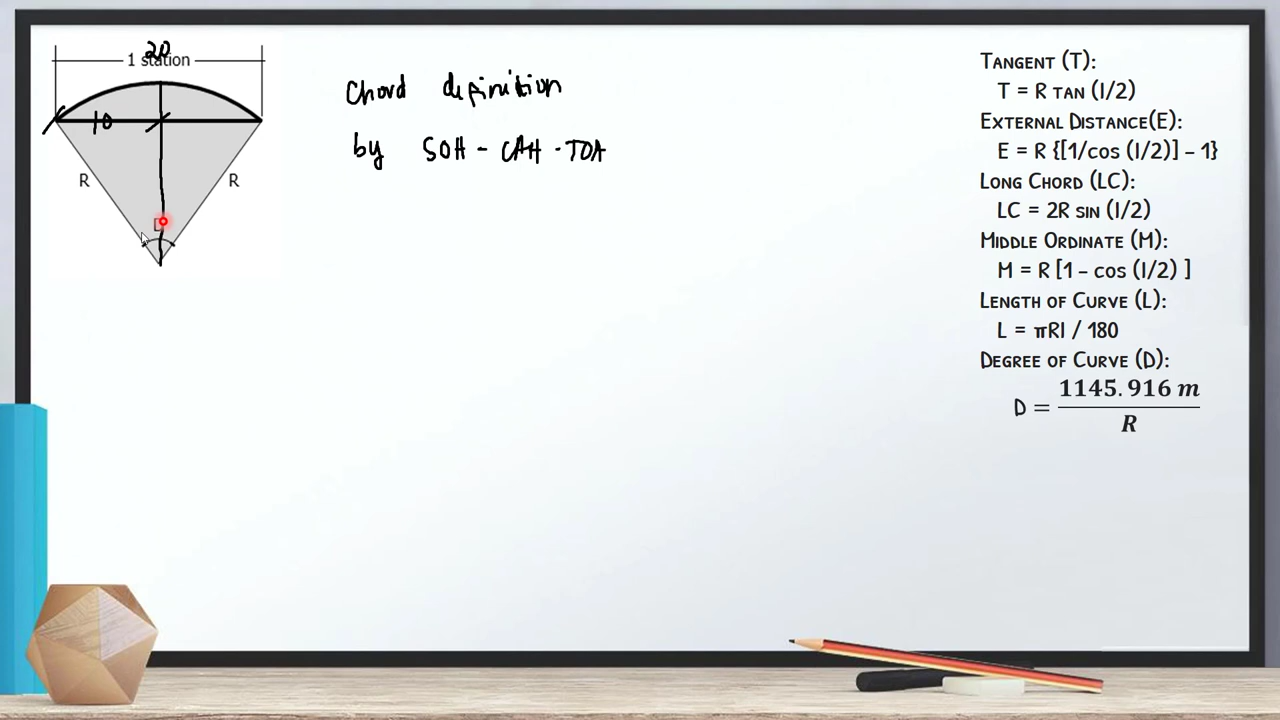 20
1 station
10
R
R
D
Chord definition
by SOH - CAH - TOA
TANGENT (T):
T = R TAN (I/2)
EXTERNAL DISTANCE(E):
E = R {[1/cos (I/2)] – 1}
LONG CHORD (LC):
LC = 2R SIN (I/2)
MIDDLE ORDINATE (M):
M = R [1 – cos (I/2) ]
LENGTH OF CURVE (L):
L = πRI / 180
DEGREE OF CURVE (D):
D = 1145.916 m / R